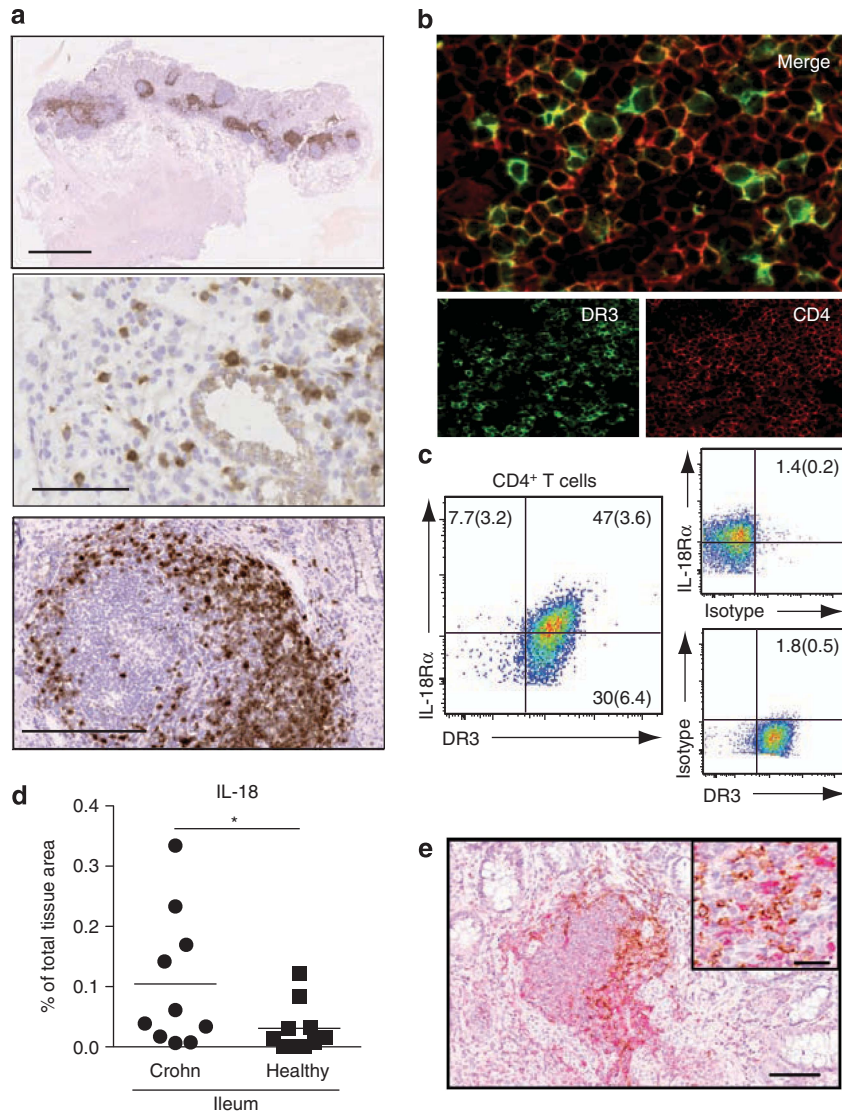 a
b
Merge
DR3
CD4
c
CD4+ T cells
7.7(3.2)
47(3.6)
30(6.4)
IL-18Rα
DR3
1.4(0.2)
IL-18Rα
Isotype
1.8(0.5)
Isotype
DR3
d
IL-18
*
% of total tissue area
0.4
0.3
0.2
0.1
0.0
Crohn
Healthy
Ileum
e